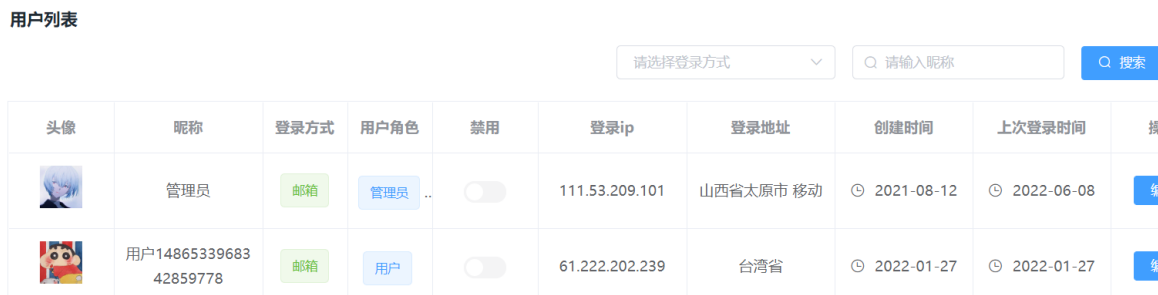 用户列表
请选择登录方式 请输入昵称 搜索
头像 昵称 登录方式 用户角色 禁用 登录ip 登录地址 创建时间 上次登录时间
管理员 邮箱 管理员 .. 111.53.209.101 山西省太原市 移动 2021-08-12 2022-06-08
用户14865339683
42859778
邮箱 用户 61.222.202.239 台湾省 2022-01-27 2022-01-27